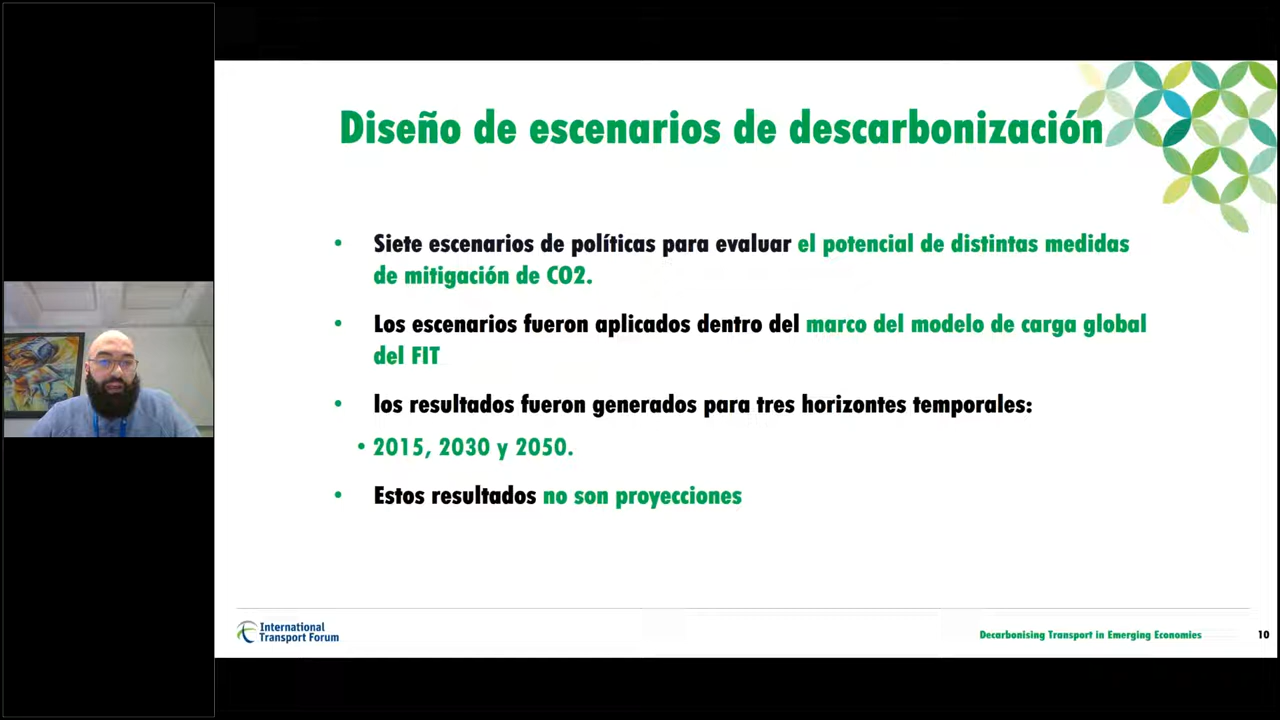 Diseño de escenarios de descarbonización
• Siete escenarios de políticas para evaluar el potencial de distintas medidas
de mitigación de CO2.
• Los escenarios fueron aplicados dentro del marco del modelo de carga global
del FIT
• los resultados fueron generados para tres horizontes temporales:
• 2015, 2030 y 2050.
• Estos resultados no son proyecciones
International
Transport Forum
Decarbonising Transport in Emerging Economies
10